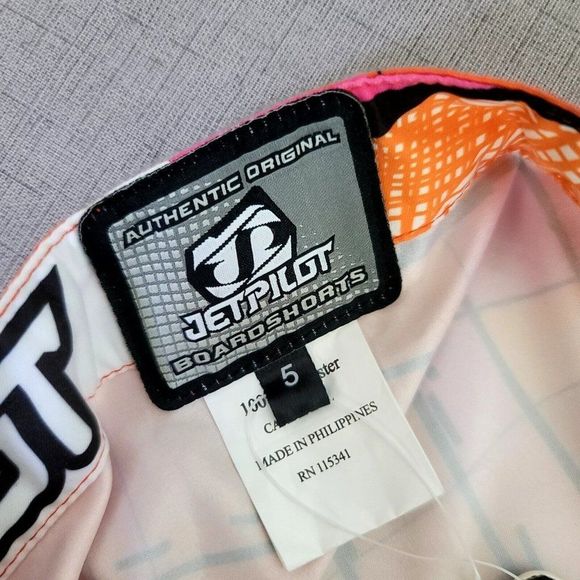 AUTHENTIC ORIGINAL
JETPILOT
BOARDSHORTS
5
MADE IN PHILIPPINES
RN 115341